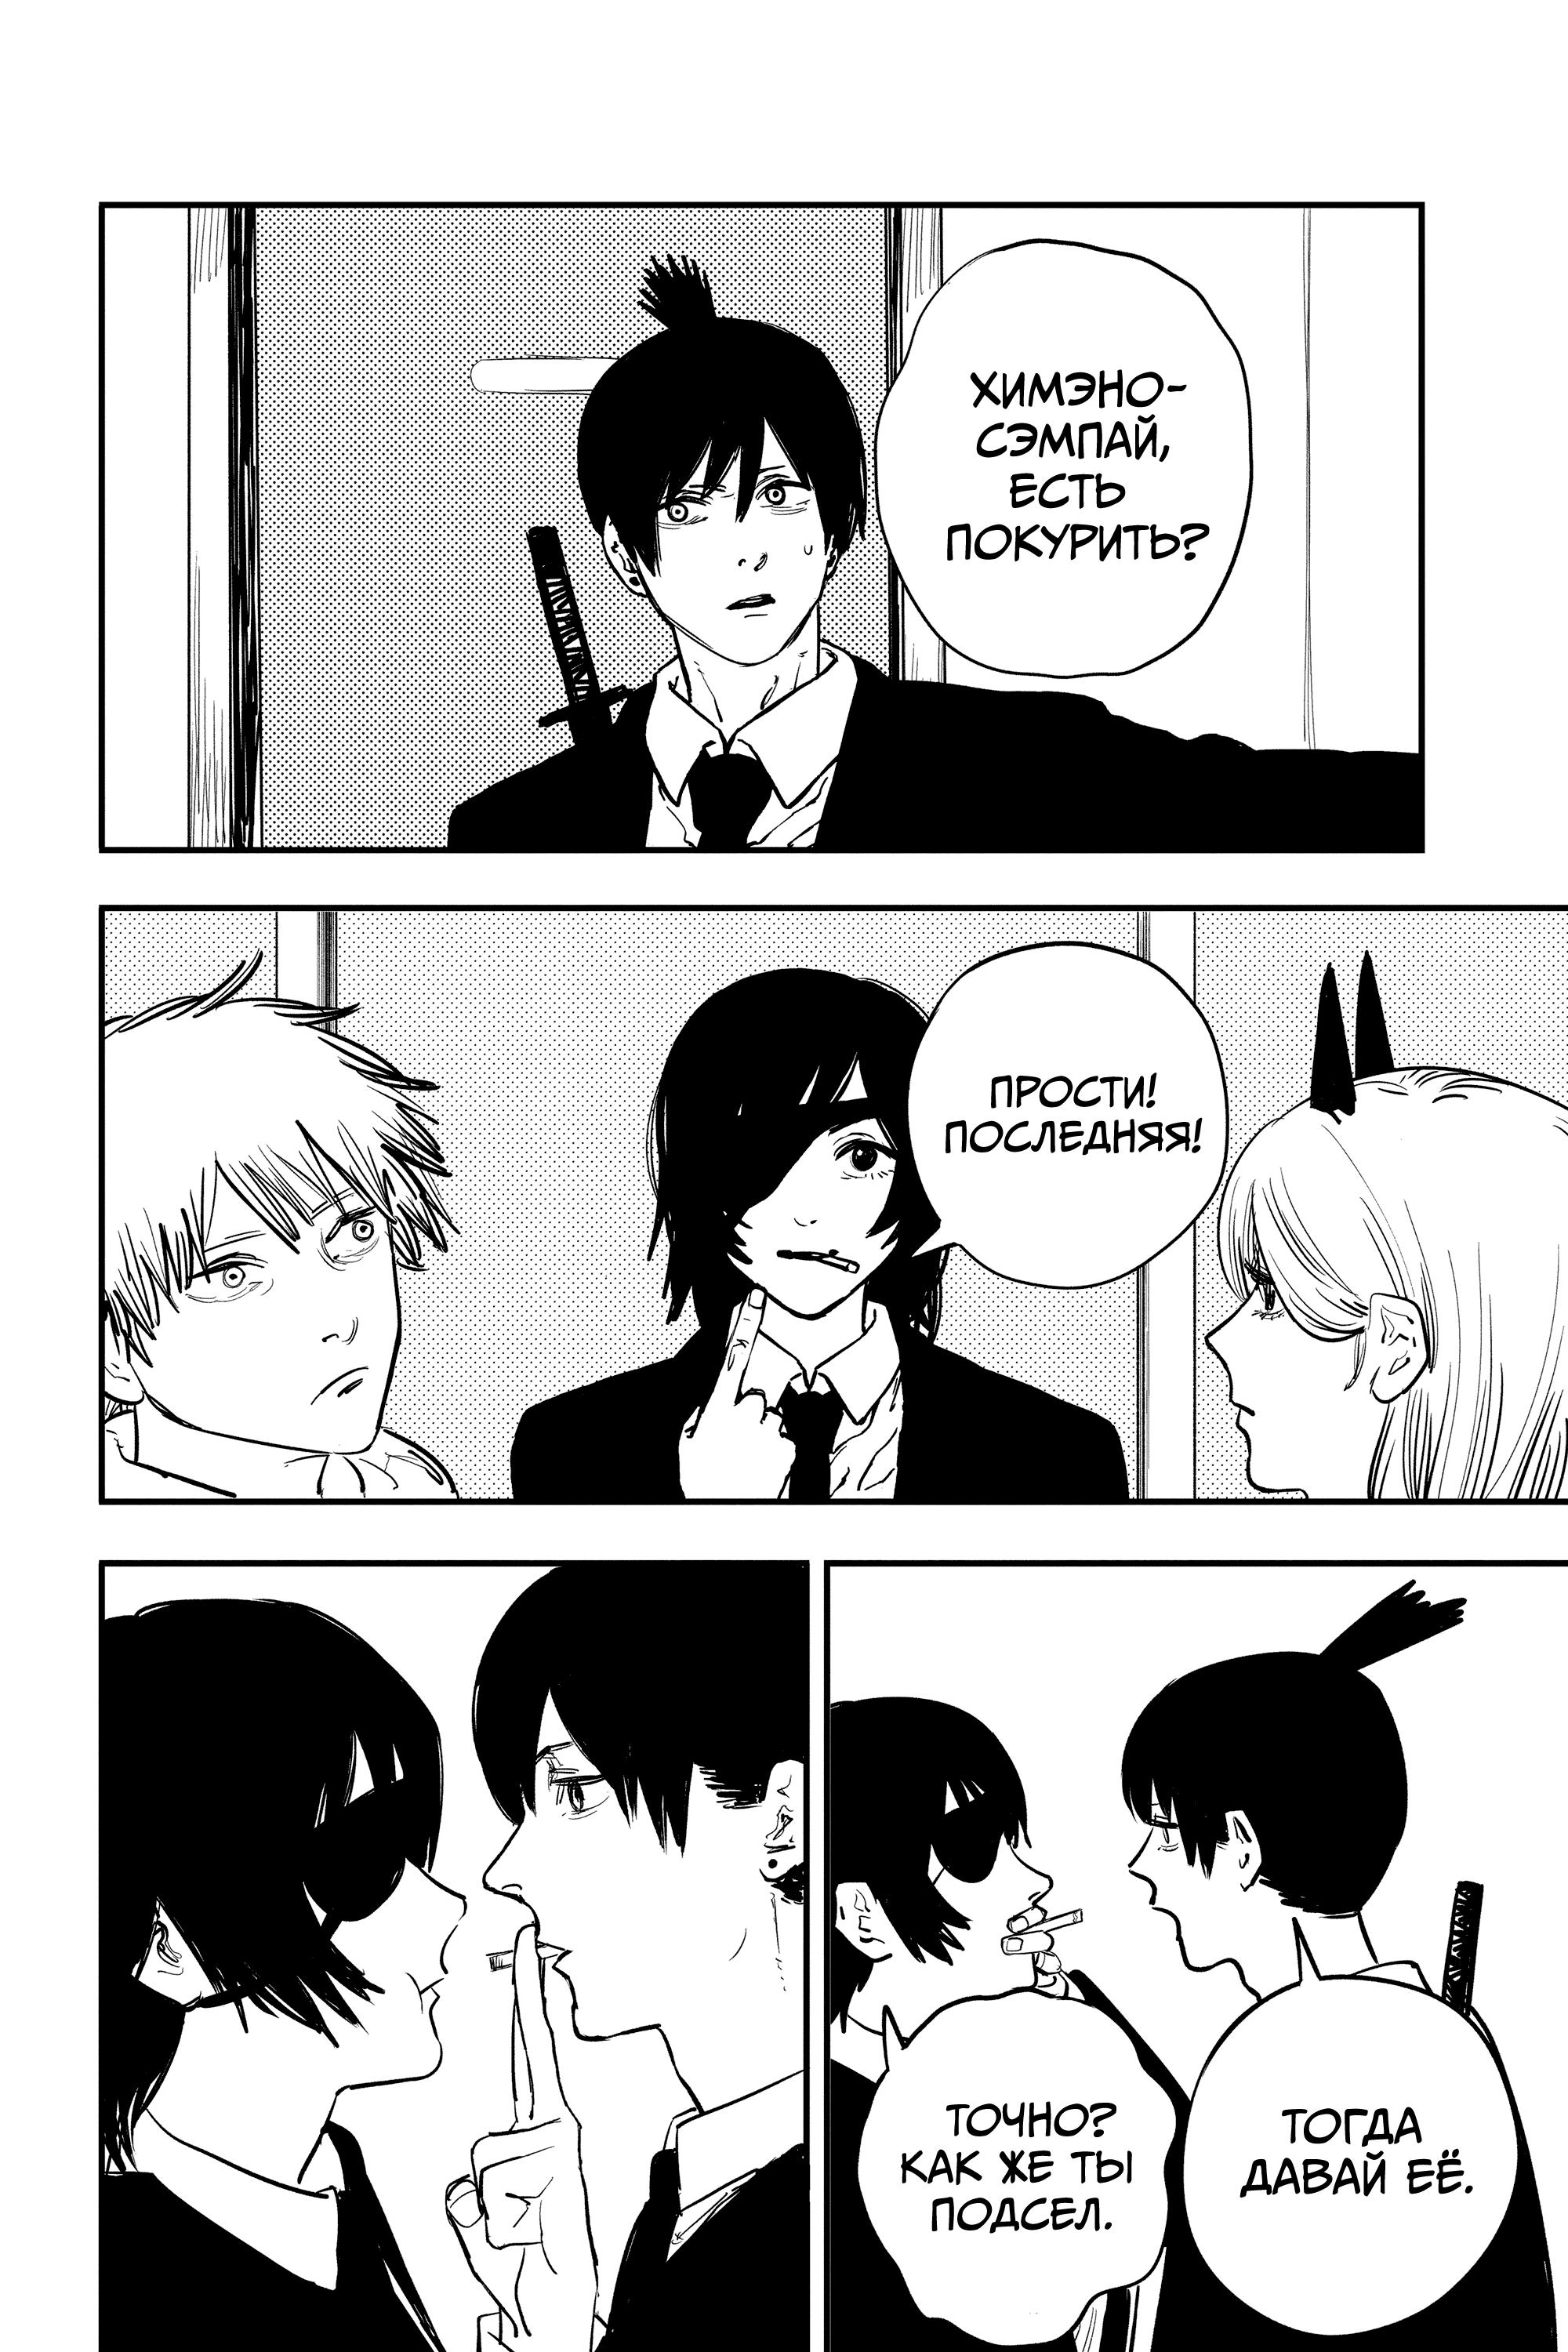 ХИМЭНО-
СЭМПАЙ,
ЕСТЬ
ПОКУРИТЬ?
ПРОСТИ!
ПОСЛЕДНЯЯ!
ТОГДА
ДАВАЙ ЕЁ.
ТОЧНО?
КАК ЖЕ ТЫ
ПОДСЕЛ.